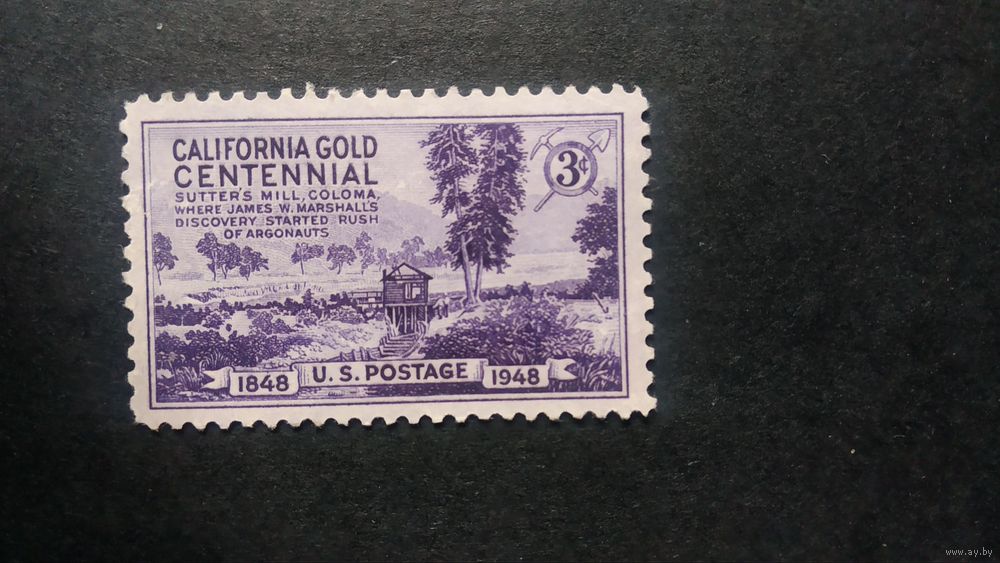 CALIFORNIA GOLD
CENTENNIAL
SUTTER'S MILL, COLOMA,
WHERE JAMES W. MARSHALL'S
DISCOVERY STARTED RUSH
OF ARGONAUTS
3¢
1848 U.S. POSTAGE 1948
www.ay.by